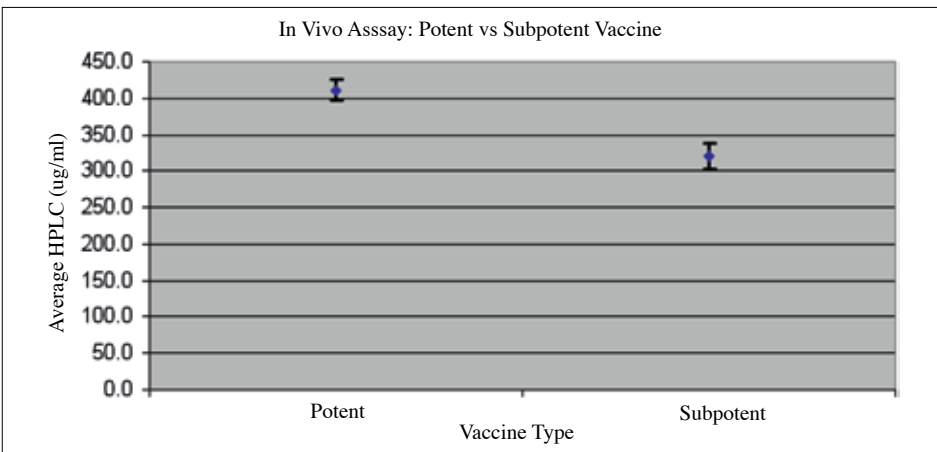 In Vivo Asssay: Potent vs Subpotent Vaccine
450.0
400.0
350.0
300.0
250.0
200.0
150.0
100.0
50.0
0.0
Average HPLC (ug/ml)
Potent
Subpotent
Vaccine Type